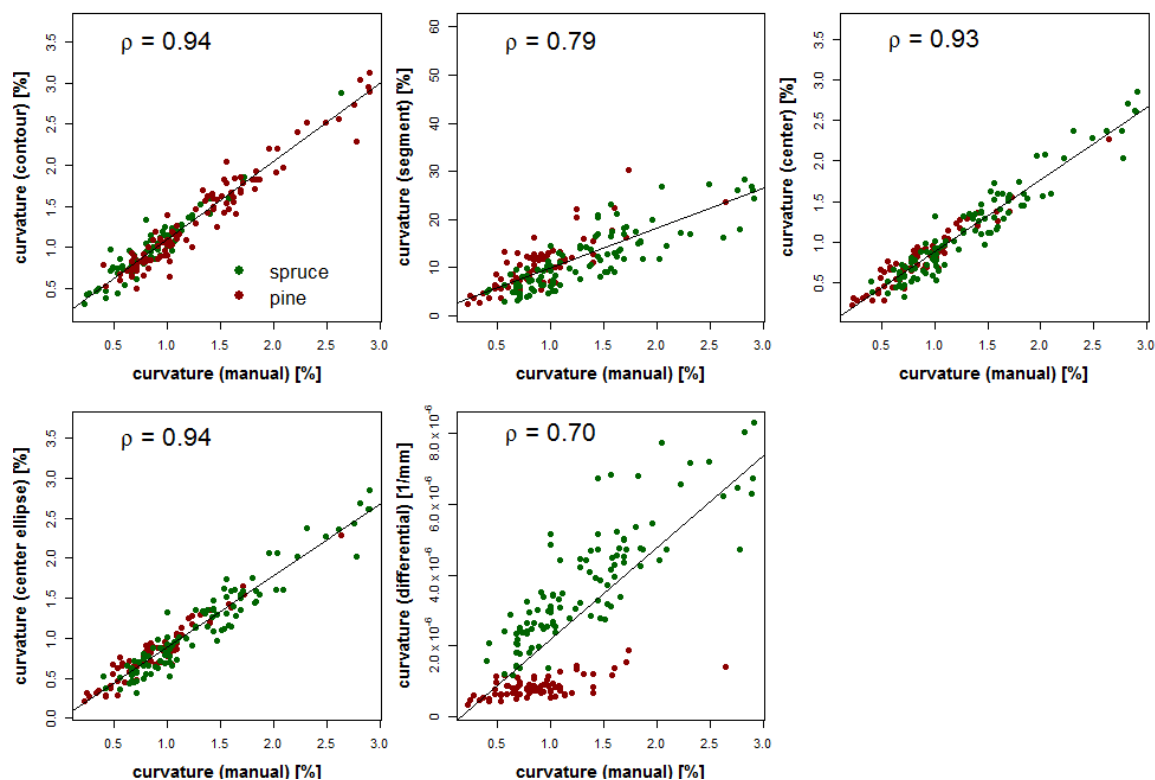 ρ = 0.94
curvature (contour) [%]
3.5
3.0
2.5
2.0
1.5
1.0
0.5
spruce
pine
0.5 1.0 1.5 2.0 2.5 3.0
curvature (manual) [%]
ρ = 0.79
curvature (segment) [%]
60
50
40
30
20
10
0
0.5 1.0 1.5 2.0 2.5 3.0
curvature (manual) [%]
ρ = 0.93
curvature (center) [%]
3.5
3.0
2.5
2.0
1.5
1.0
0.5
0.5 1.0 1.5 2.0 2.5 3.0
curvature (manual) [%]
ρ = 0.94
curvature (center ellipse) [%]
3.5
3.0
2.5
2.0
1.5
1.0
0.5
0.0
0.5 1.0 1.5 2.0 2.5 3.0
curvature (manual) [%]
ρ = 0.70
curvature (differential) [1/mm]
8.0 x 10⁻⁶
6.0 x 10⁻⁶
4.0 x 10⁻⁶
2.0 x 10⁻⁶
0
0.5 1.0 1.5 2.0 2.5 3.0
curvature (manual) [%]